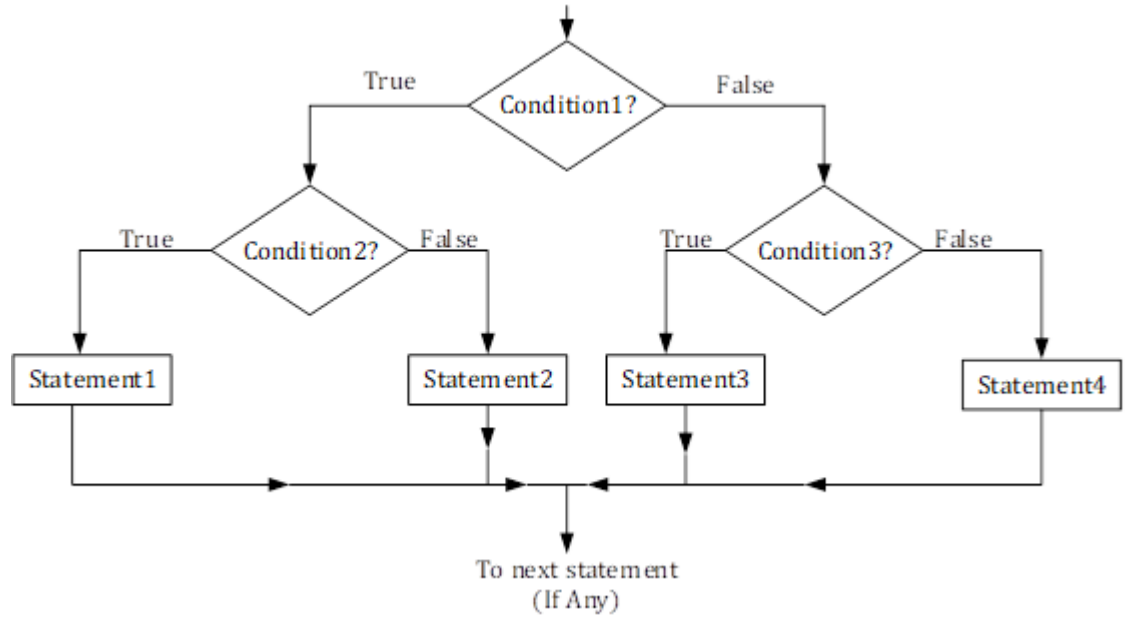 True
False
Condition1?
True
Condition2?
False
True
Condition3?
False
Statement1
Statement2
Statement3
Statement4
To next statement
(If Any)